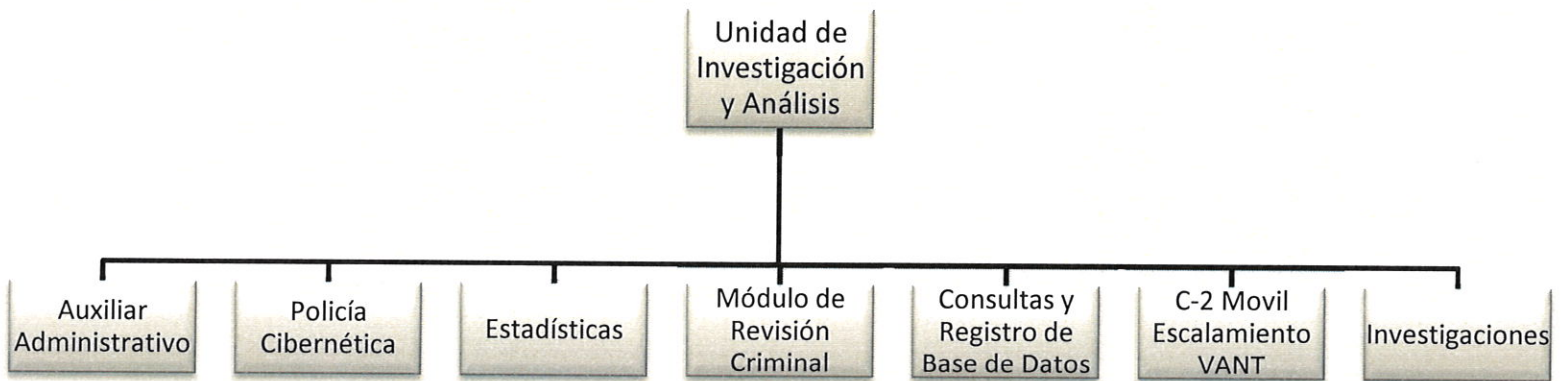 Unidad de
Investigación
y Análisis
Auxiliar
Administrativo
Policía
Cibernética
Estadísticas
Módulo de
Revisión
Criminal
Consultas y
Registro de
Base de Datos
C-2 Movil
Escalamiento
VANT
Investigaciones